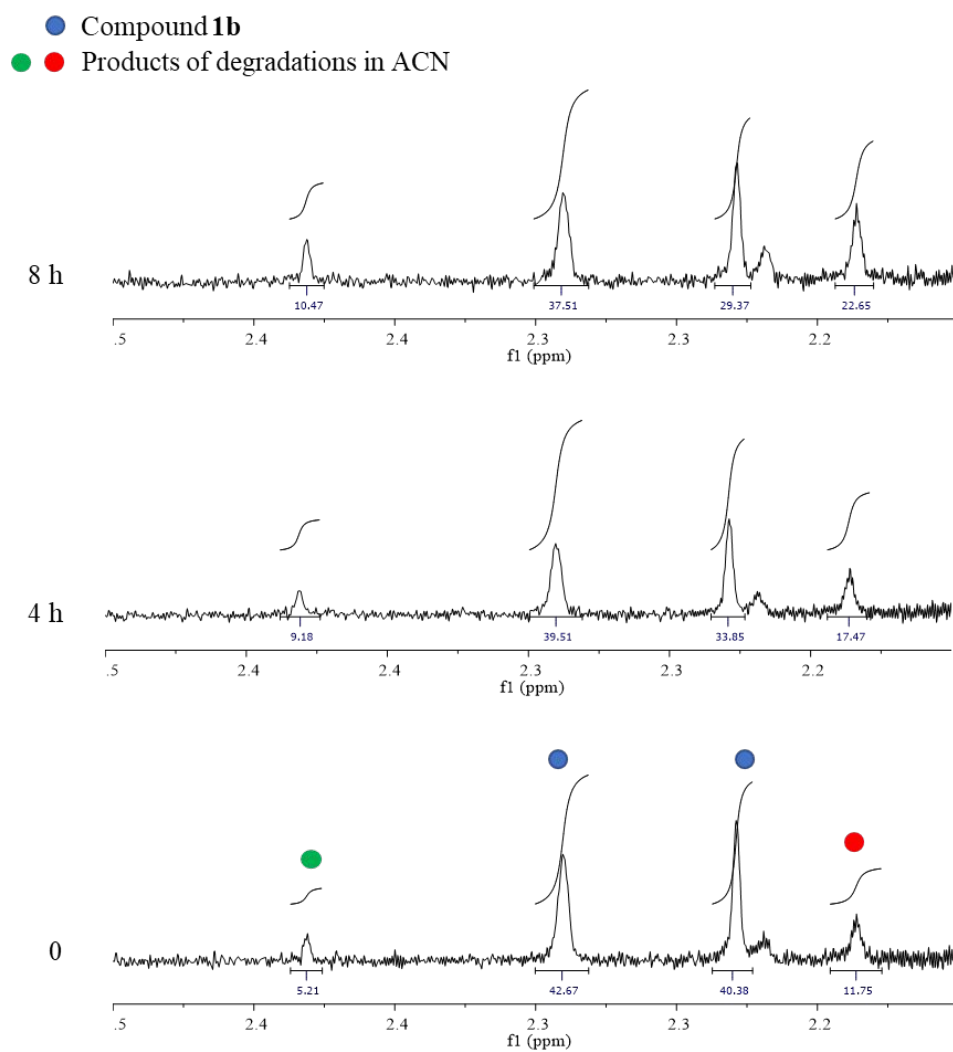 Compound 1b
Products of degradations in ACN
8 h
10.47 37.51 29.37 22.65
.5 2.4 2.4 2.3 2.3 2.2
f1 (ppm)
4 h
9.18 39.51 33.85 17.47
.5 2.4 2.4 2.3 2.3 2.2
f1 (ppm)
0
5.21 42.67 40.38 11.75
.5 2.4 2.4 2.3 2.3 2.2
f1 (ppm)